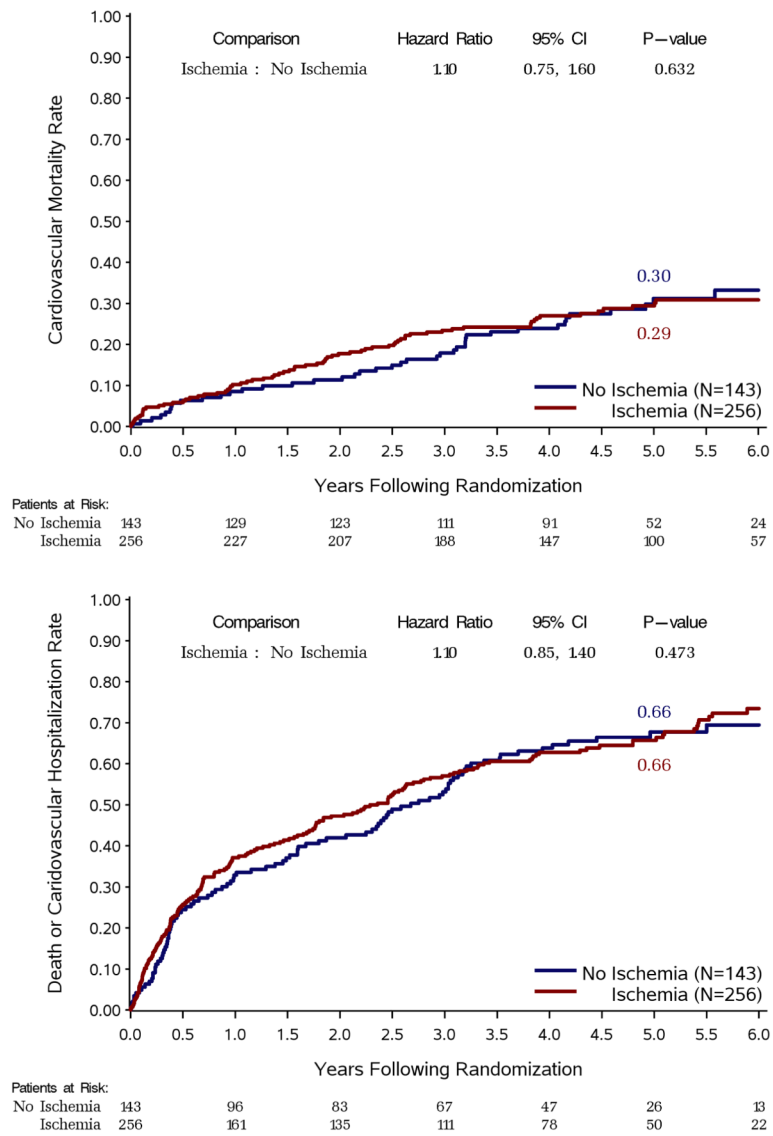 1.00
Comparison Hazard Ratio 95% CI P-value
0.90
Ischemia : No Ischemia 1.10 0.75, 1.60 0.632
0.80
0.70
0.60
0.50
0.40
0.30
0.30
0.29
0.20
0.10
0.00
Cardiovascular Mortality Rate
No Ischemia (N=143)
Ischemia (N=256)
0.0 0.5 1.0 1.5 2.0 2.5 3.0 3.5 4.0 4.5 5.0 5.5 6.0
Years Following Randomization
Patients at Risk:
No Ischemia 143 129 123 111 91 52 24
Ischemia 256 227 207 188 147 100 57
1.00
Comparison Hazard Ratio 95% CI P-value
0.90
Ischemia : No Ischemia 1.10 0.85, 1.40 0.473
0.80
0.70
0.66
0.66
0.60
0.50
0.40
0.30
0.20
0.10
0.00
Death or Caridovascular Hospitalization Rate
No Ischemia (N=143)
Ischemia (N=256)
0.0 0.5 1.0 1.5 2.0 2.5 3.0 3.5 4.0 4.5 5.0 5.5 6.0
Years Following Randomization
Patients at Risk:
No Ischemia 143 96 83 67 47 26 13
Ischemia 256 161 135 111 78 50 22